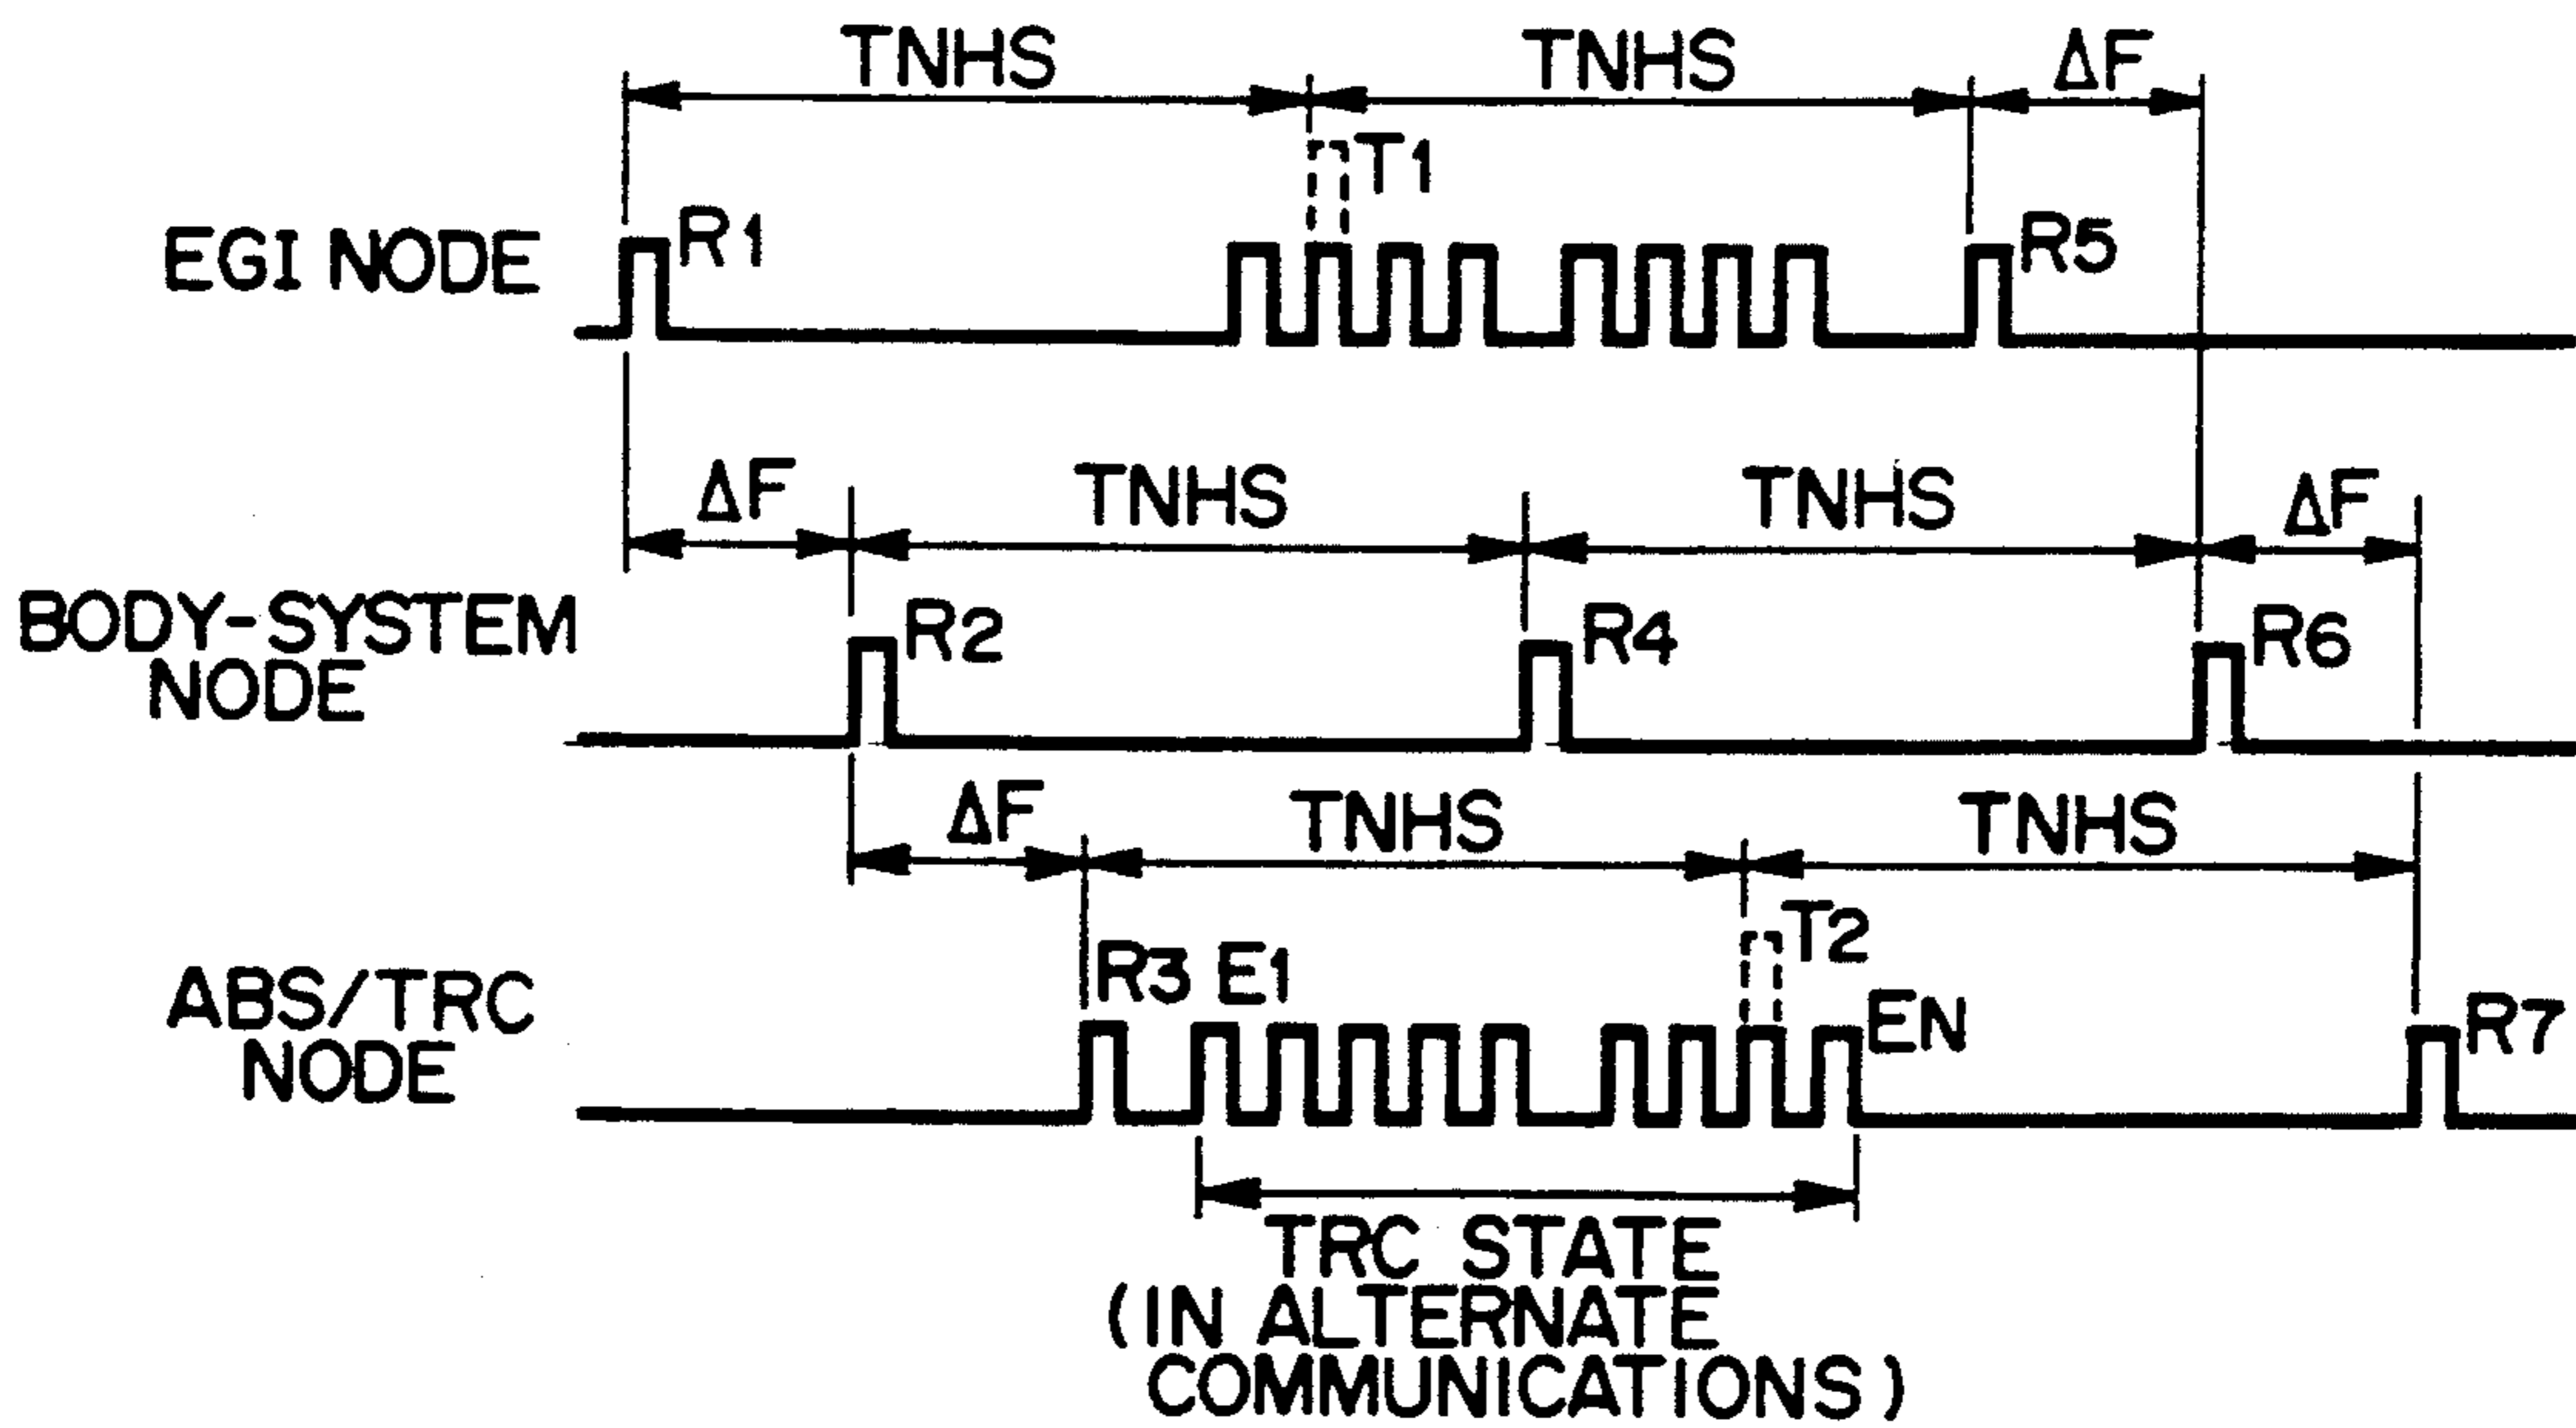 TNHS TNHS ΔF
T1
EGI NODE R1 R5
ΔF TNHS TNHS ΔF
BODY-SYSTEM
NODE
R2 R4 R6
ΔF TNHS TNHS
T2
ABS/TRC
NODE
R3 E1 EN R7
TRC STATE
(IN ALTERNATE
COMMUNICATIONS)